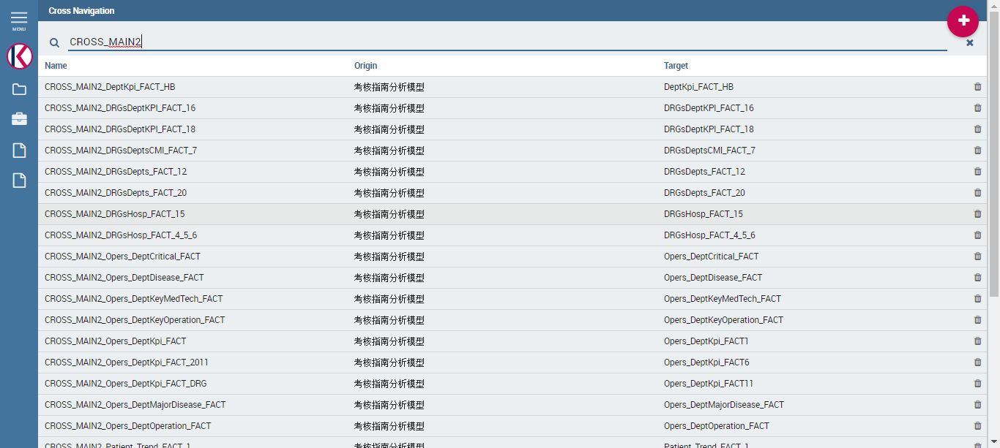 Cross Navigation
MENU
CROSS_MAIN2
Name Origin Target
CROSS_MAIN2_DeptKpi_FACT_HB 考核指南分析模型 DeptKpi_FACT_HB
CROSS_MAIN2_DRGsDeptKPI_FACT_16 考核指南分析模型 DRGsDeptKPI_FACT_16
CROSS_MAIN2_DRGsDeptKPI_FACT_18 考核指南分析模型 DRGsDeptKPI_FACT_18
CROSS_MAIN2_DRGsDeptsCMI_FACT_7 考核指南分析模型 DRGsDeptsCMI_FACT_7
CROSS_MAIN2_DRGsDepts_FACT_12 考核指南分析模型 DRGsDepts_FACT_12
CROSS_MAIN2_DRGsDepts_FACT_20 考核指南分析模型 DRGsDepts_FACT_20
CROSS_MAIN2_DRGsHosp_FACT_15 考核指南分析模型 DRGsHosp_FACT_15
CROSS_MAIN2_DRGsHosp_FACT_4_5_6 考核指南分析模型 DRGsHosp_FACT_4_5_6
CROSS_MAIN2_Opers_DeptCritical_FACT 考核指南分析模型 Opers_DeptCritical_FACT
CROSS_MAIN2_Opers_DeptDisease_FACT 考核指南分析模型 Opers_DeptDisease_FACT
CROSS_MAIN2_Opers_DeptKeyMedTech_FACT 考核指南分析模型 Opers_DeptKeyMedTech_FACT
CROSS_MAIN2_Opers_DeptKeyOperation_FACT 考核指南分析模型 Opers_DeptKeyOperation_FACT
CROSS_MAIN2_Opers_DeptKpi_FACT 考核指南分析模型 Opers_DeptKpi_FACT1
CROSS_MAIN2_Opers_DeptKpi_FACT_2011 考核指南分析模型 Opers_DeptKpi_FACT6
CROSS_MAIN2_Opers_DeptKpi_FACT_DRG 考核指南分析模型 Opers_DeptKpi_FACT11
CROSS_MAIN2_Opers_DeptMajorDisease_FACT 考核指南分析模型 Opers_DeptMajorDisease_FACT
CROSS_MAIN2_Opers_DeptOperation_FACT 考核指南分析模型 Opers_DeptOperation_FACT
CROSS_MAIN2_Patient_Trend_FACT_1 考核指南分析模型 Patient_Trend_FACT_1